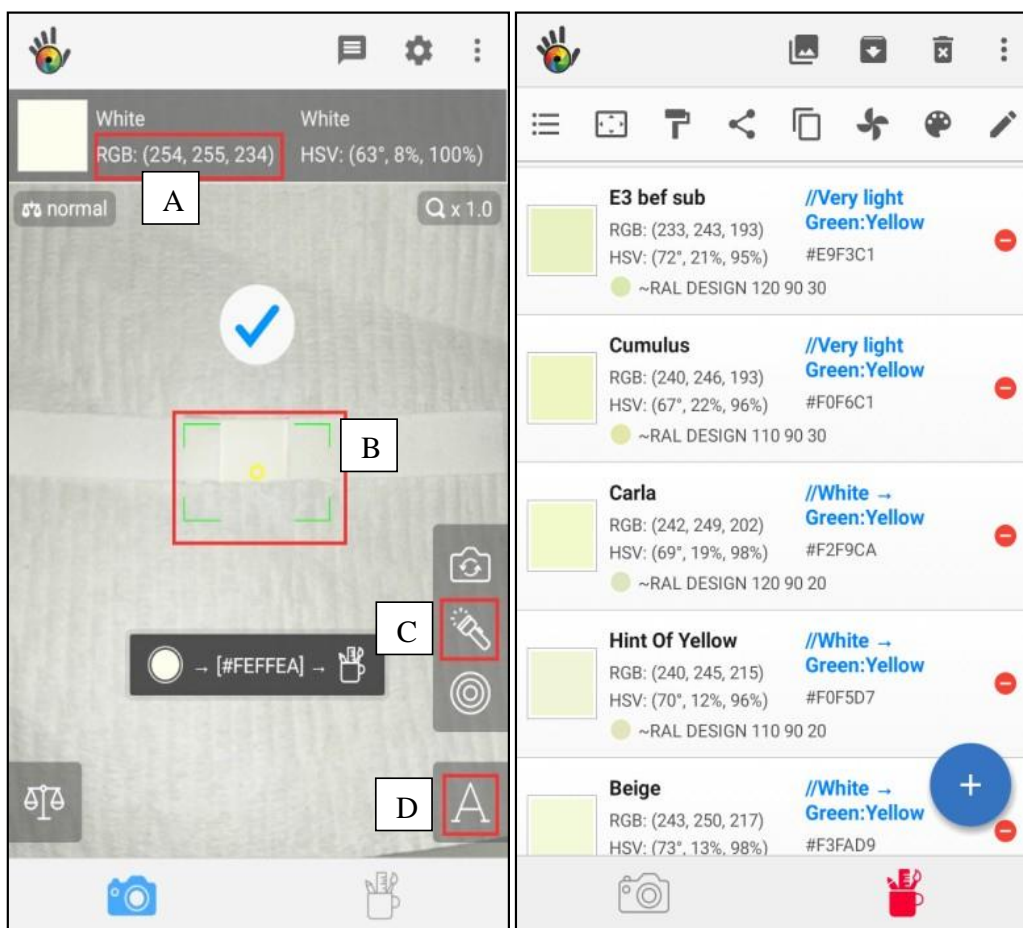 White
White
RGB: (254, 255, 234)
HSV: (63°, 8%, 100%)
A
normal
x 1.0
B
C
→ [#FEFFEA] →
D
A
E3 bef sub
//Very light
Green:Yellow
RGB: (233, 243, 193)
HSV: (72°, 21%, 95%)
#E9F3C1
~RAL DESIGN 120 90 30
Cumulus
//Very light
Green:Yellow
RGB: (240, 246, 193)
HSV: (67°, 22%, 96%)
#F0F6C1
~RAL DESIGN 110 90 30
Carla
//White →
Green:Yellow
RGB: (242, 249, 202)
HSV: (69°, 19%, 98%)
#F2F9CA
~RAL DESIGN 120 90 20
Hint Of Yellow
//White →
Green:Yellow
RGB: (240, 245, 215)
HSV: (70°, 12%, 96%)
#F0F5D7
~RAL DESIGN 110 90 20
Beige
//White →
Green:Yellow
RGB: (243, 250, 217)
HSV: (73°, 13%, 98%)
#F3FAD9